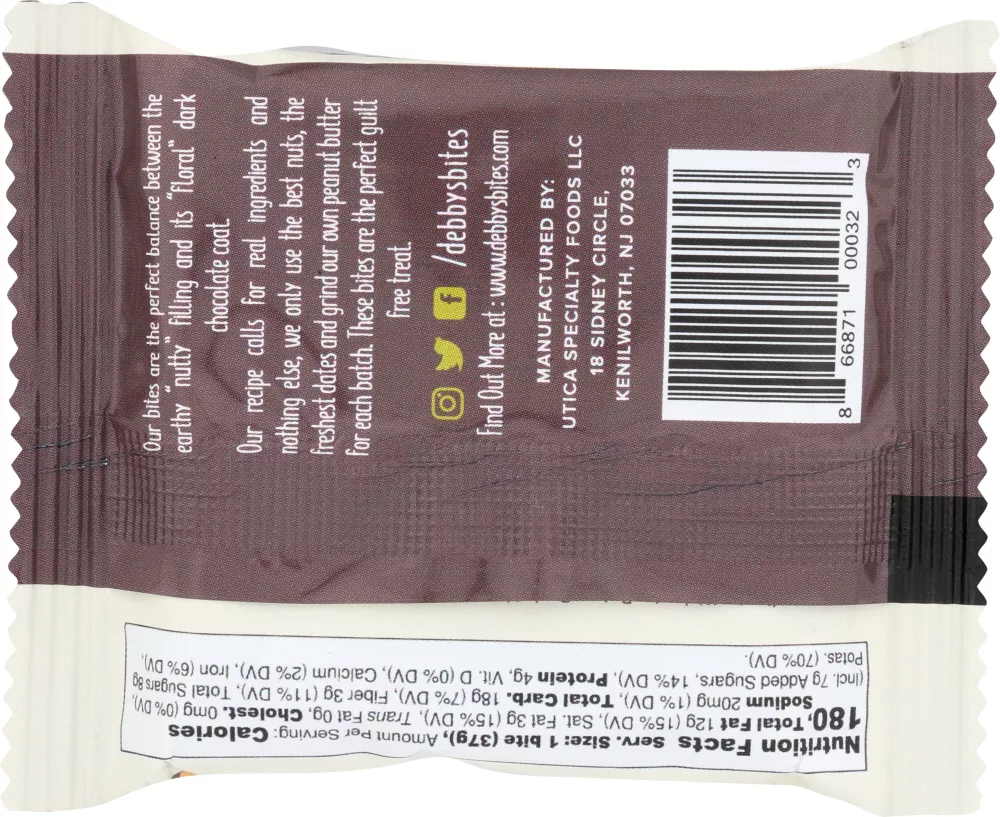 Our bites are the perfect balance between the
earthy "nutty" filling and its "floral" dark
chocolate coat.
Our recipe calls for real ingredients and
nothing else, we only use the best nuts, the
freshest dates and grind our own peanut butter
for each batch. These bites are the perfect guilt
free treat.
/debbysbites
Find Out More at : www.debbysbites.com
MANUFACTURED BY:
UTICA SPECIALTY FOODS LLC
18 SIDNEY CIRCLE,
KENILWORTH, NJ 07033
8 66871 00032 3
Nutrition Facts Serv. Size: 1 bite (37g), Amount Per Serving: Calories
180, Total Fat 12g (15% DV), Sat. Fat 3g (15% DV), Trans Fat 0g, Cholest. 0mg (0% DV),
Sodium 20mg (1% DV), Total Carb. 18g (7% DV), Fiber 3g (11% DV), Total Sugars 8g
(Incl. 7g Added Sugars, 14% DV), Protein 4g, Vit. D (0% DV), Calcium (2% DV), Iron (6% DV),
Potas. (70% DV).